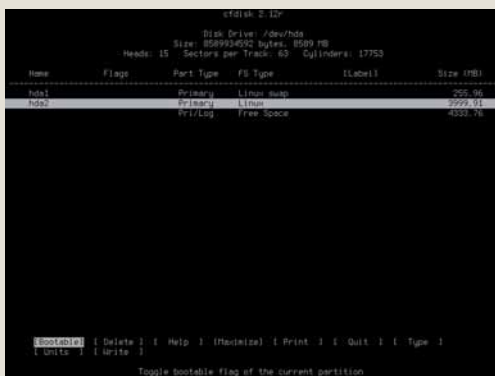 cfdisk 2.12r
Disk Drive: /dev/hda
Size: 8589934592 bytes, 8589 MB
Heads: 15 Sectors per Track: 63 Cylinders: 17753
Name Flags Part Type FS Type [Label] Size (MB)
hda1 Primary Linux swap 255.96
hda2 Primary Linux 3999.91
Pri/Log Free Space 4333.76
[Bootable] [ Delete ] [ Help ] [Maximize] [ Print ] [ Quit ] [ Type ]
[ Units ] [ Write ]
Toggle bootable flag of the current partition